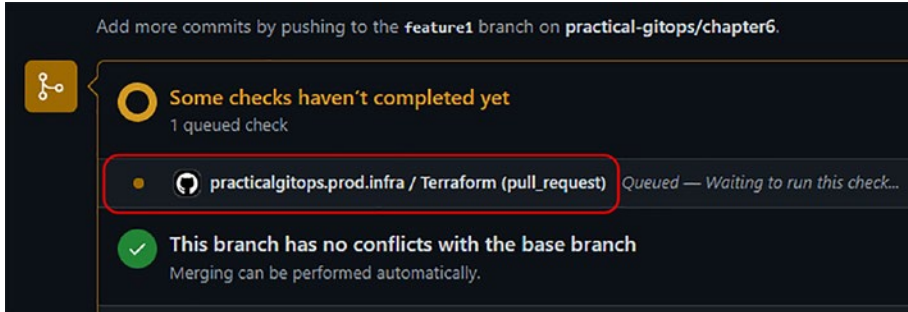 Add more commits by pushing to the feature1 branch on practical-gitops/chapter6.
Some checks haven't completed yet
1 queued check
practicalgitops.prod.infra / Terraform (pull_request) Queued — Waiting to run this check...
This branch has no conflicts with the base branch
Merging can be performed automatically.